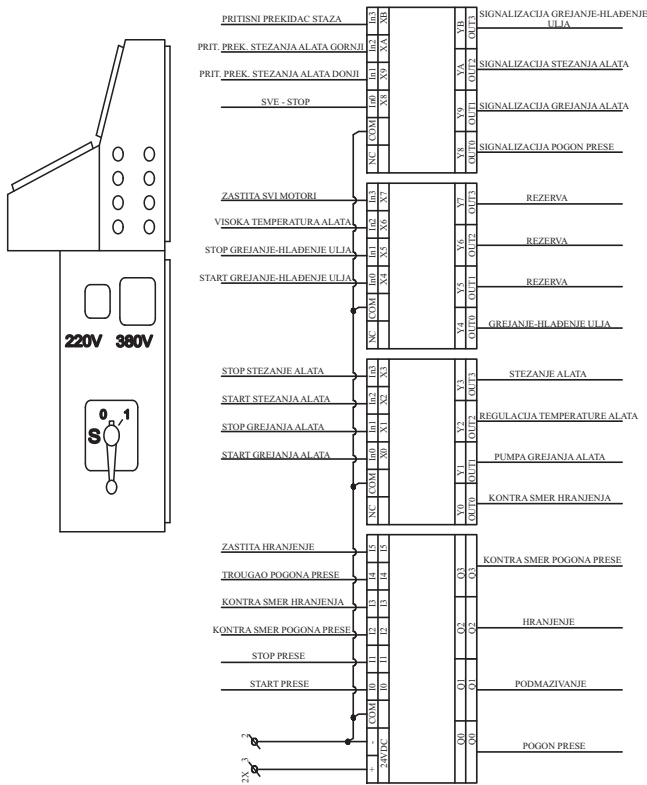 PRITISNI PREKIDAC STAZA
In3 XB
PRIT. PREK. STEZANJA ALATA GORNJI
In2 XA
PRIT. PREK. STEZANJA ALATA DONJI
In1 X9
SVE - STOP
In0 X8
COM
NC
YB OUT3
SIGNALIZACIJA GREJANJE-HLAĐENJE
ULJA
YA OUT2
SIGNALIZACIJA STEZANJA ALATA
Y9 OUT1
SIGNALIZACIJA GREJANJA ALATA
Y8 OUT0
SIGNALIZACIJA POGON PRESE
ZASTITA SVI MOTORI
In3 X7
VISOKA TEMPERATURA ALATA
In2 X6
STOP GREJANJE-HLAĐENJE ULJA
In1 X5
START GREJANJE-HLAĐENJE ULJA
In0 X4
COM
NC
Y7 OUT3
REZERVA
Y6 OUT2
REZERVA
Y5 OUT1
REZERVA
Y4 OUT0
GREJANJE-HLAĐENJE ULJA
220V 380V
0 1
S
STOP STEZANJE ALATA
In3 X3
START STEZANJA ALATA
In2 X2
STOP GREJANJA ALATA
In1 X1
START GREJANJA ALATA
In0 X0
COM
NC
Y3 OUT3
STEZANJE ALATA
Y2 OUT2
REGULACIJA TEMPERATURE ALATA
Y1 OUT1
PUMPA GREJANJA ALATA
Y0 OUT0
KONTRA SMER HRANJENJA
ZASTITA HRANJENJE
I5 I5
TROUGAO POGONA PRESE
I4 I4
KONTRA SMER HRANJENJA
I3 I3
KONTRA SMER POGONA PRESE
I2 I2
STOP PRESE
I1 I1
START PRESE
I0 I0
COM
-
+
24VDC
2
2X 3
Q3 Q3
KONTRA SMER POGONA PRESE
Q2 Q2
HRANJENJE
Q1 Q1
PODMAZIVANJE
Q0 Q0
POGON PRESE